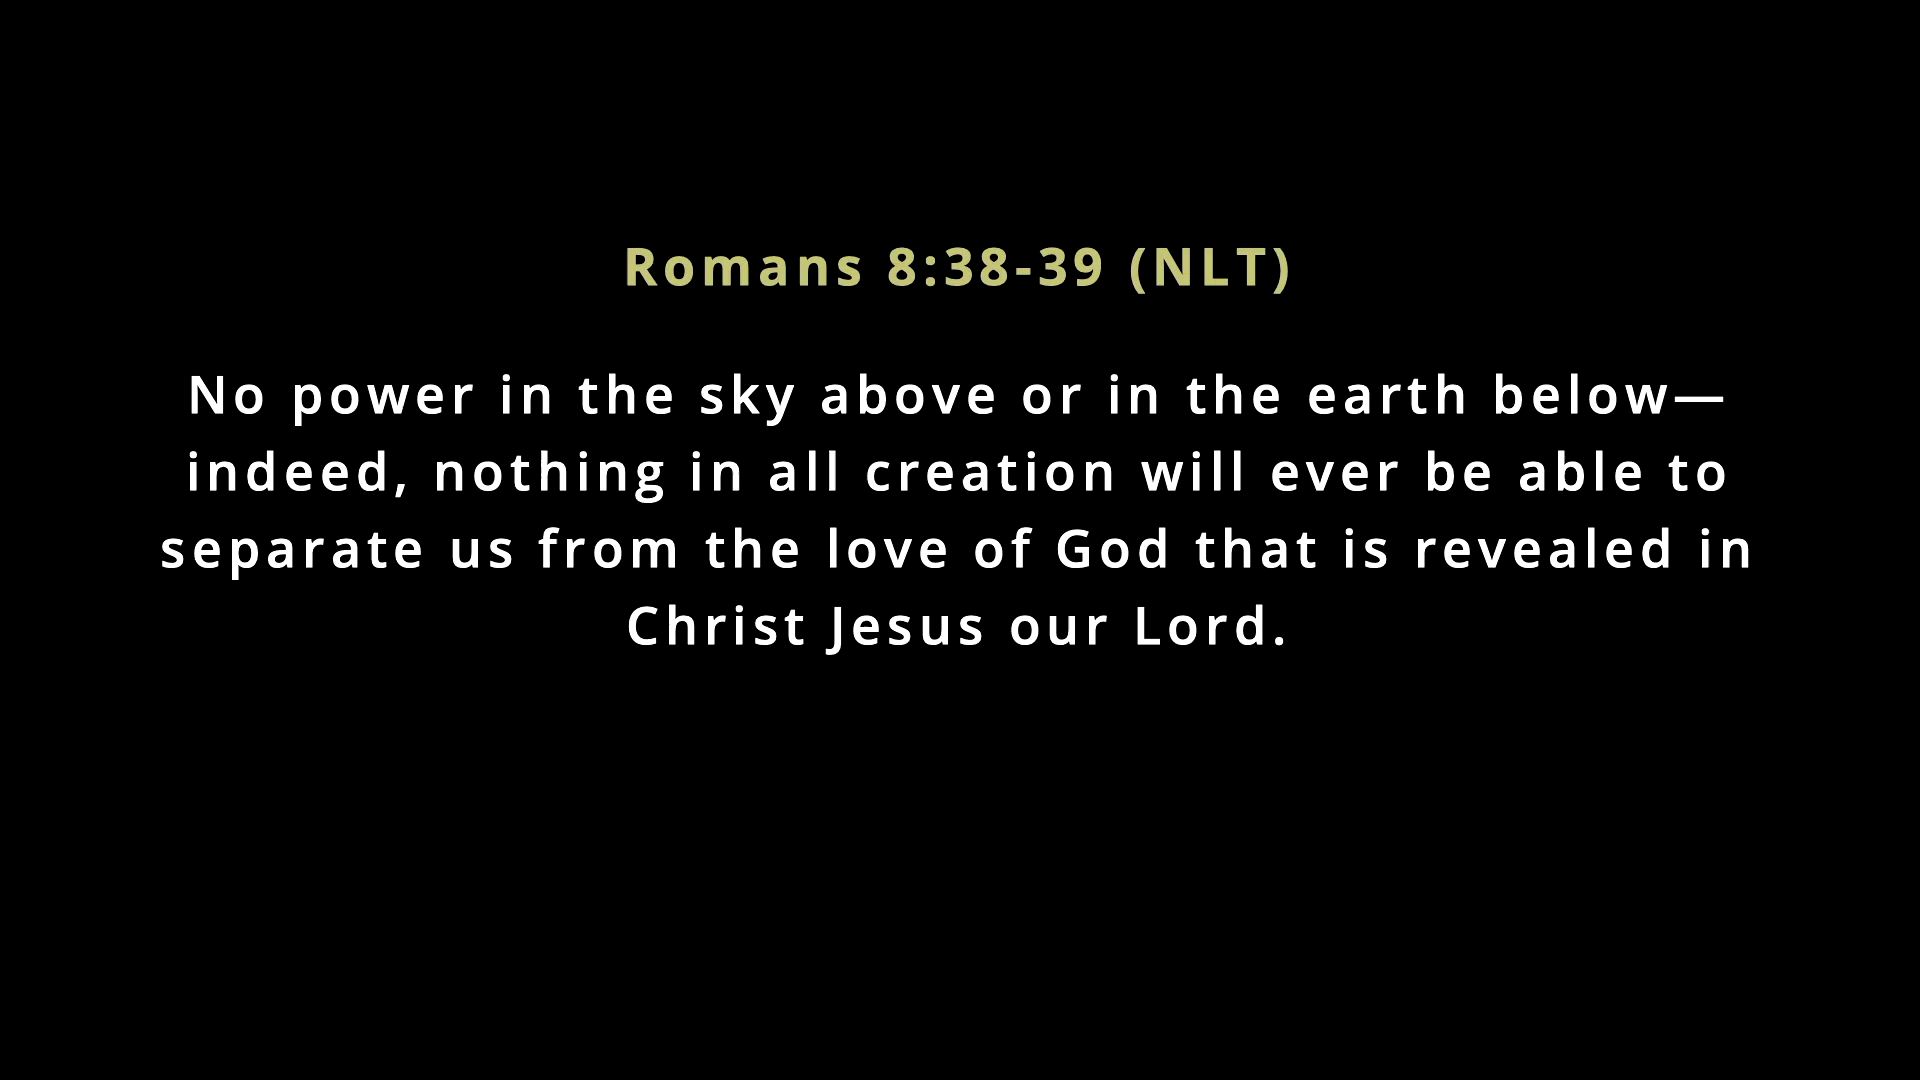 Romans 8:38-39 (NLT)
No power in the sky above or in the earth below—
indeed, nothing in all creation will ever be able to
separate us from the love of God that is revealed in
Christ Jesus our Lord.